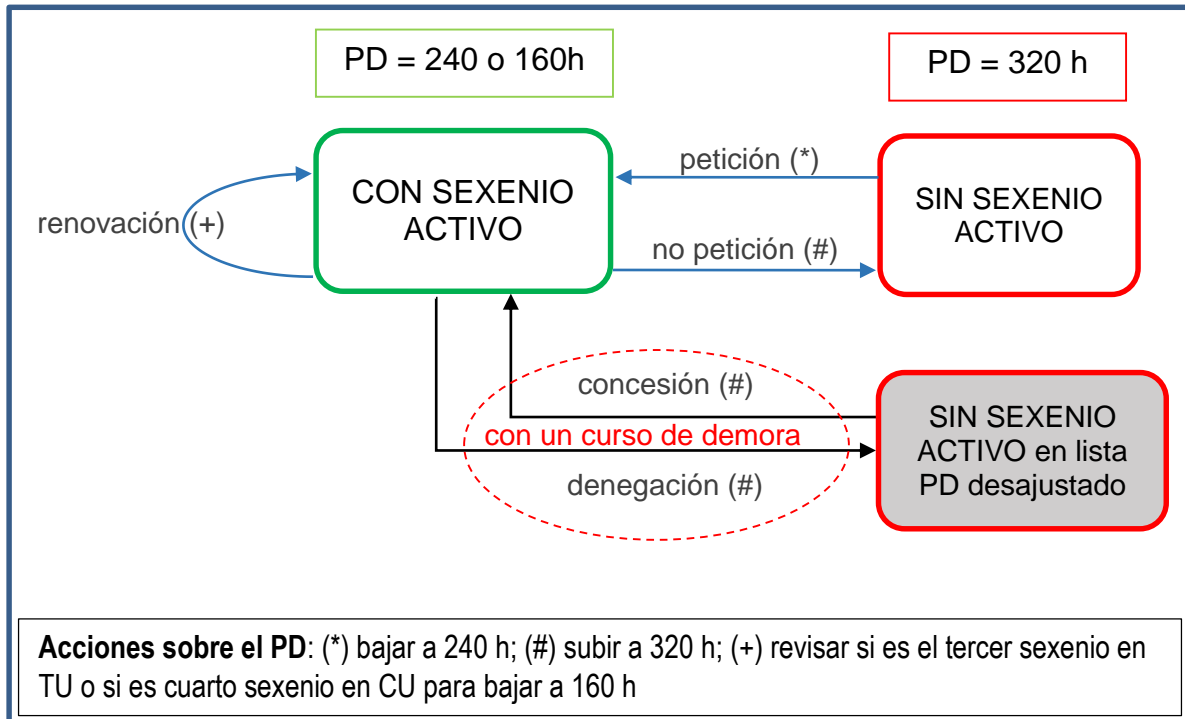 PD = 240 o 160h
PD = 320 h
CON SEXENIO
ACTIVO
petición (*)
SIN SEXENIO
ACTIVO
renovación (+)
no petición (#)
concesión (#)
con un curso de demora
denegación (#)
SIN SEXENIO
ACTIVO en lista
PD desajustado
Acciones sobre el PD: (*) bajar a 240 h; (#) subir a 320 h; (+) revisar si es el tercer sexenio en
TU o si es cuarto sexenio en CU para bajar a 160 h